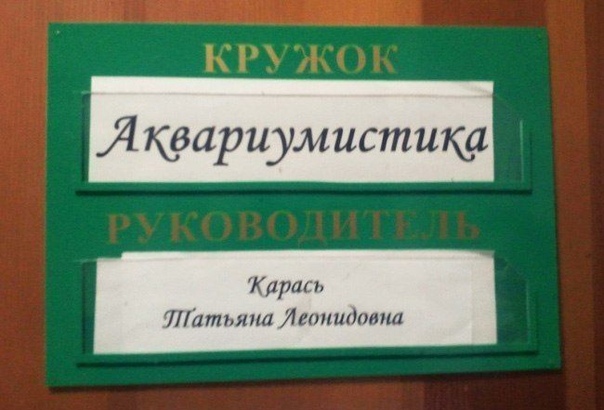 КРУЖОК
Аквариумистика
РУКОВОДИТЕЛЬ
Карась
Татьяна Леонидовна